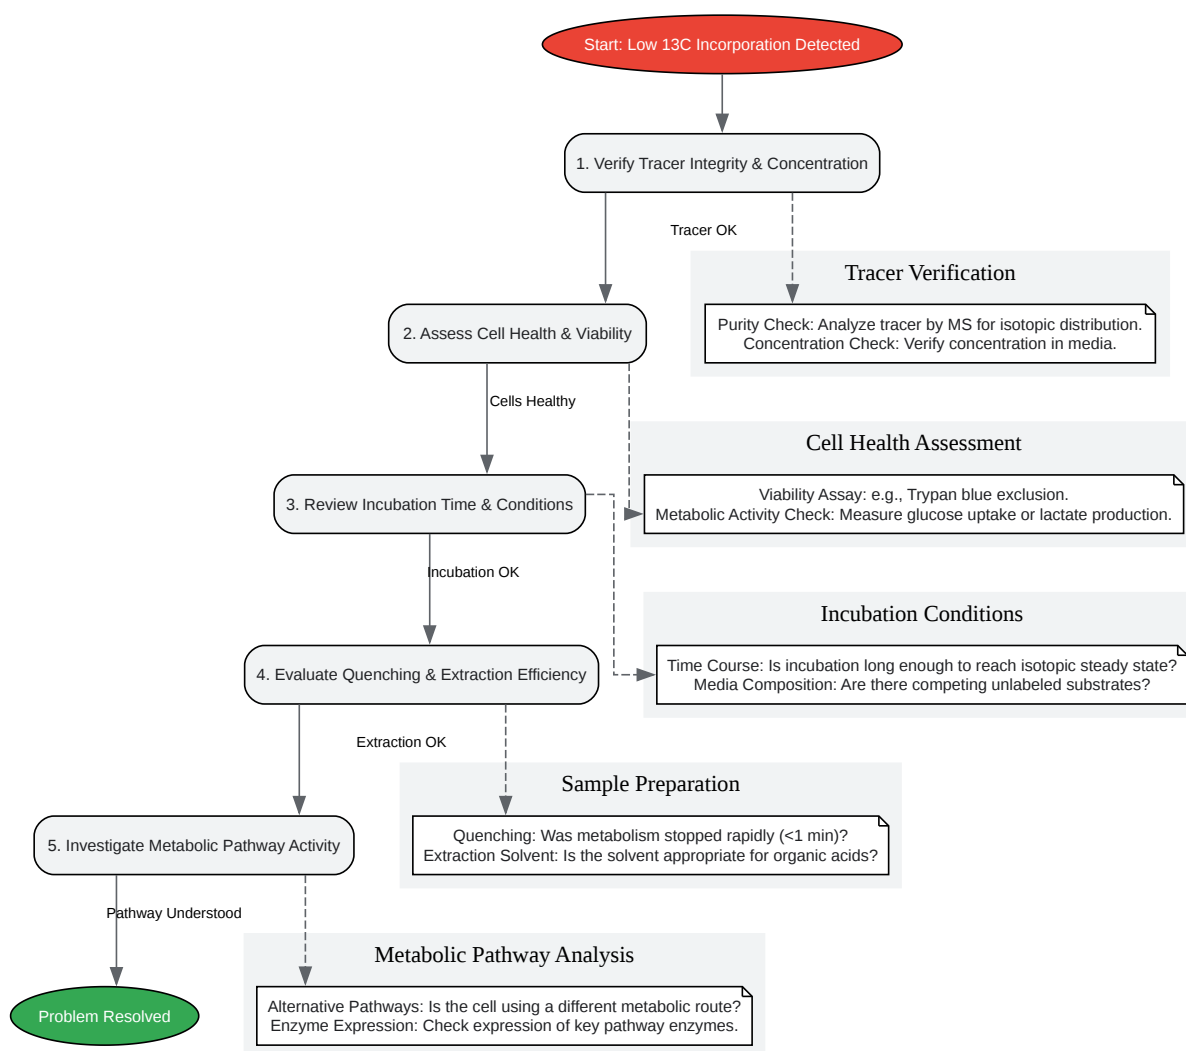 Start: Low 13C Incorporation Detected
1. Verify Tracer Integrity & Concentration
Tracer OK
Tracer Verification
Purity Check: Analyze tracer by MS for isotopic distribution.
Concentration Check: Verify concentration in media.
2. Assess Cell Health & Viability
Cells Healthy
Cell Health Assessment
Viability Assay: e.g., Trypan blue exclusion.
Metabolic Activity Check: Measure glucose uptake or lactate production.
3. Review Incubation Time & Conditions
Incubation OK
Incubation Conditions
Time Course: Is incubation long enough to reach isotopic steady state?
Media Composition: Are there competing unlabeled substrates?
4. Evaluate Quenching & Extraction Efficiency
Extraction OK
Sample Preparation
Quenching: Was metabolism stopped rapidly (<1 min)?
Extraction Solvent: Is the solvent appropriate for organic acids?
5. Investigate Metabolic Pathway Activity
Pathway Understood
Metabolic Pathway Analysis
Alternative Pathways: Is the cell using a different metabolic route?
Enzyme Expression: Check expression of key pathway enzymes.
Problem Resolved